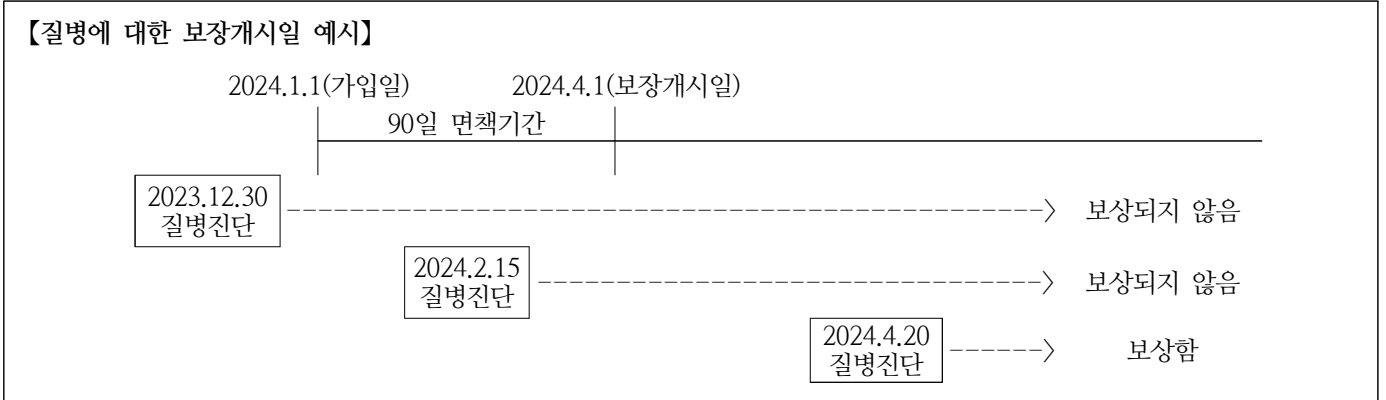 【질병에 대한 보장개시일 예시】
2024.1.1(가입일) 2024.4.1(보장개시일)
90일 면책기간
2023.12.30
질병진단
보상되지 않음
2024.2.15
질병진단
보상되지 않음
2024.4.20
질병진단
보상함